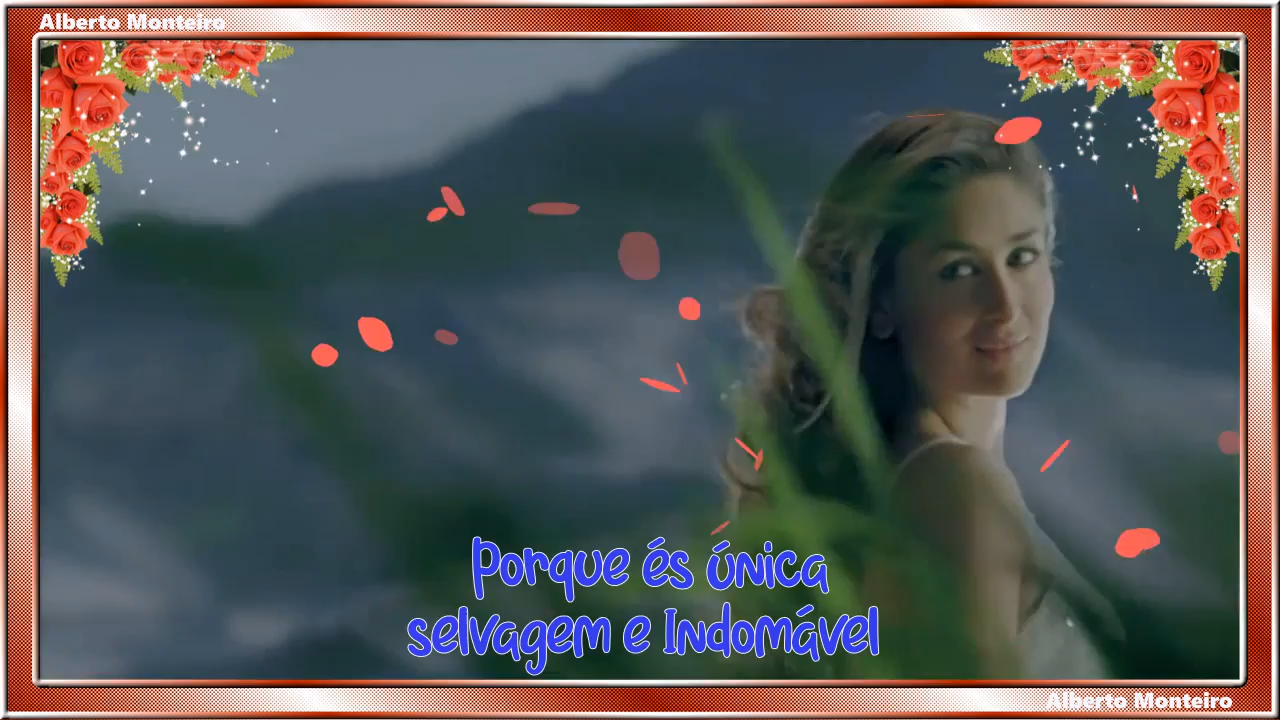 Alberto Monteiro
Porque és única
selvagem e Indomável
Alberto Monteiro